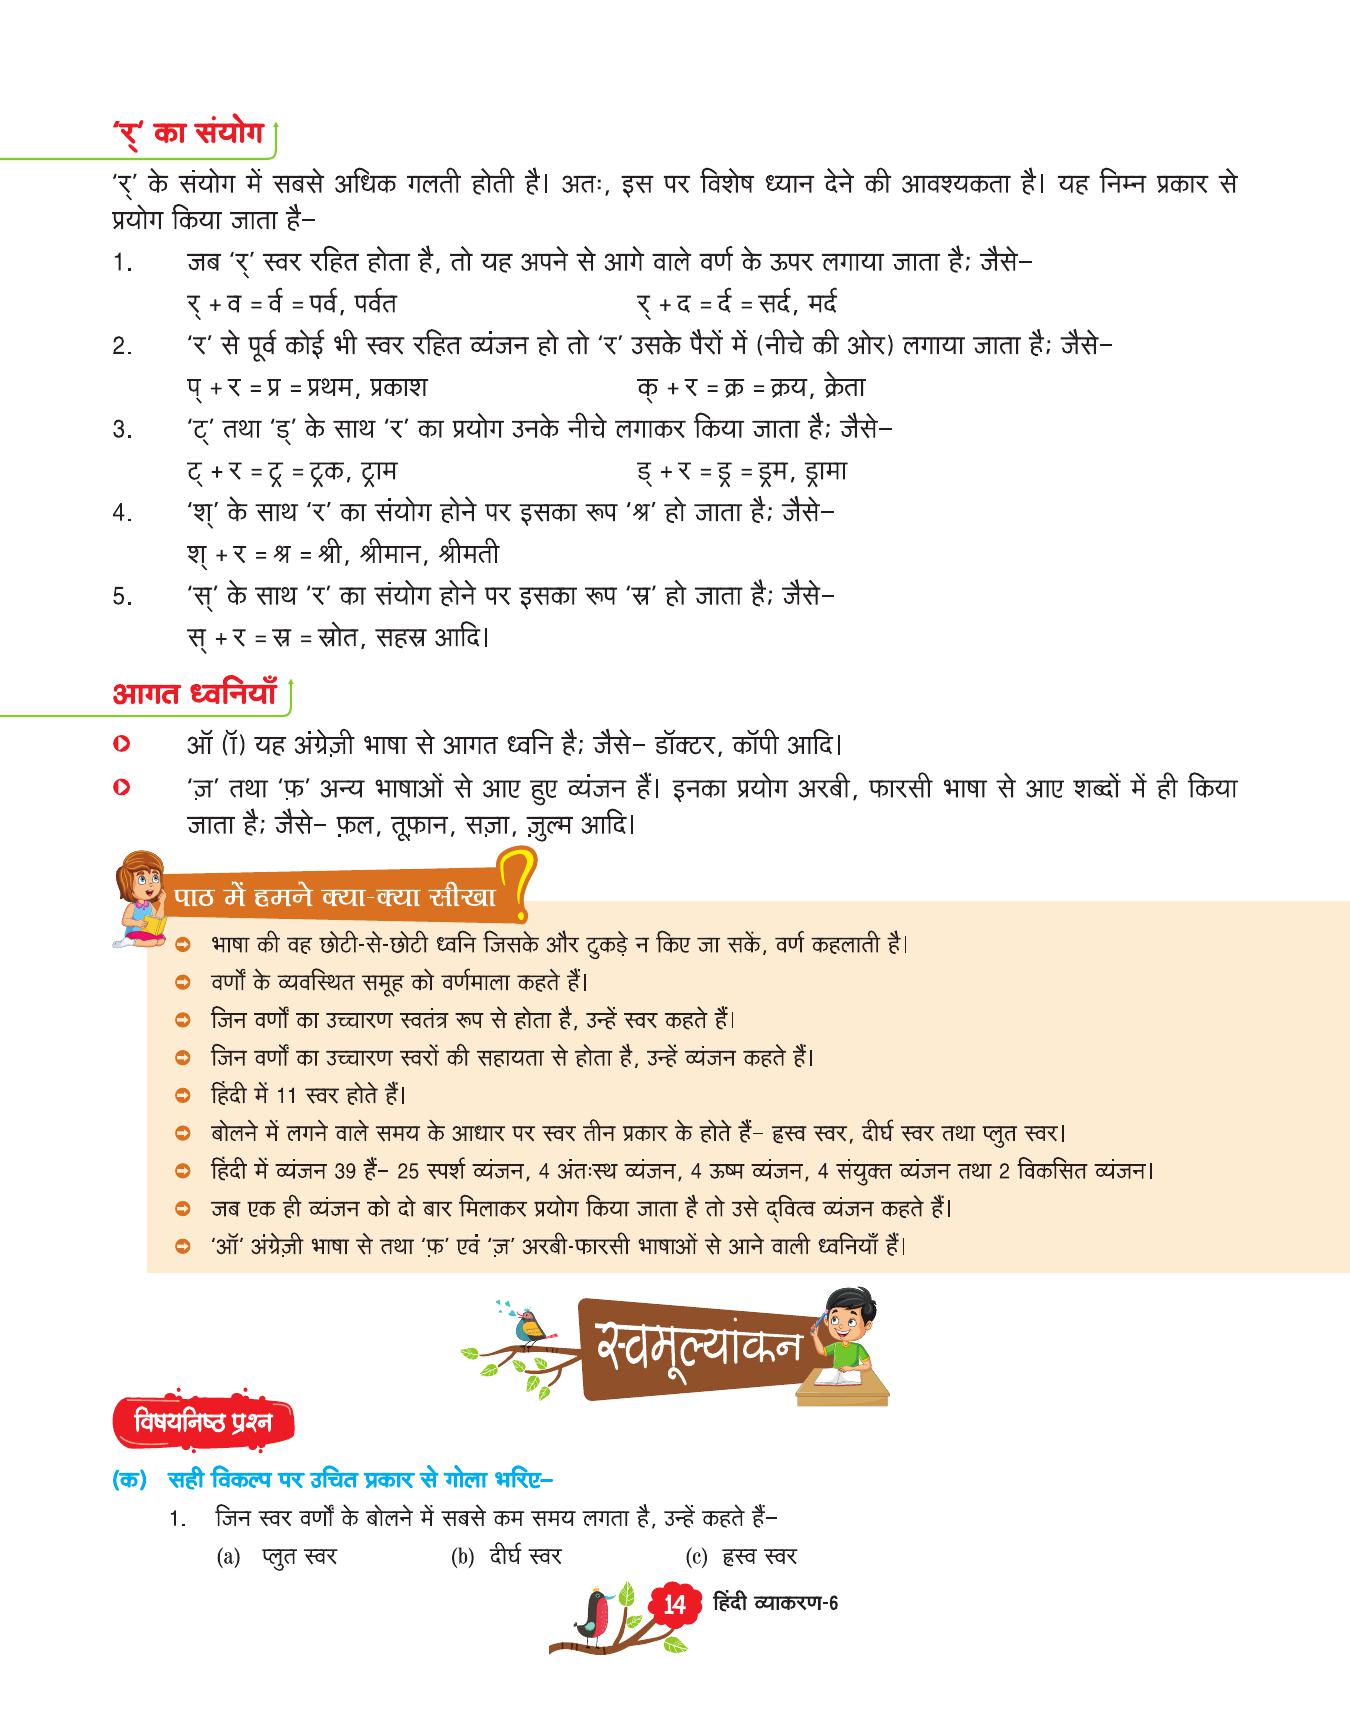 ‘र्’ का संयोग
‘र्’ के संयोग में सबसे अधिक गलती होती है। अतः, इस पर विशेष ध्यान देने की आवश्यकता है। यह निम्न प्रकार से
प्रयोग किया जाता है–
1. जब ‘र्’ स्वर रहित होता है, तो यह अपने से आगे वाले वर्ण के ऊपर लगाया जाता है; जैसे–
र् + व = र्व = पर्व, पर्वत र् + द = र्द = सर्द, मर्द
2. ‘र’ से पूर्व कोई भी स्वर रहित व्यंजन हो तो ‘र’ उसके पैरों में (नीचे की ओर) लगाया जाता है; जैसे–
प् + र = प्र = प्रथम, प्रकाश क् + र = क्र = क्रय, क्रेता
3. ‘ट्’ तथा ‘ड्’ के साथ ‘र’ का प्रयोग उनके नीचे लगाकर किया जाता है; जैसे–
ट् + र = ट्र = ट्रक, ट्राम ड् + र = ड्र = ड्रम, ड्रामा
4. ‘श्’ के साथ ‘र’ का संयोग होने पर इसका रूप ‘श्र’ हो जाता है; जैसे–
श् + र = श्र = श्री, श्रीमान, श्रीमती
5. ‘स्’ के साथ ‘र’ का संयोग होने पर इसका रूप ‘स्र’ हो जाता है; जैसे–
स् + र = स्र = स्रोत, सहस्र आदि।
आगत ध्वनियाँ
ऑ (ॉ) यह अंग्रेज़ी भाषा से आगत ध्वनि है; जैसे– डॉक्टर, कॉपी आदि।
‘ज़’ तथा ‘फ़’ अन्य भाषाओं से आए हुए व्यंजन हैं। इनका प्रयोग अरबी, फारसी भाषा से आए शब्दों में ही किया
जाता है; जैसे– फ़ल, तूफ़ान, सज़ा, ज़ुल्म आदि।
पाठ में हमने क्या-क्या सीखा ?
भाषा की वह छोटी-से-छोटी ध्वनि जिसके और टुकड़े न किए जा सकें, वर्ण कहलाती है।
वर्णों के व्यवस्थित समूह को वर्णमाला कहते हैं।
जिन वर्णों का उच्चारण स्वतंत्र रूप से होता है, उन्हें स्वर कहते हैं।
जिन वर्णों का उच्चारण स्वरों की सहायता से होता है, उन्हें व्यंजन कहते हैं।
हिंदी में 11 स्वर होते हैं।
बोलने में लगने वाले समय के आधार पर स्वर तीन प्रकार के होते हैं– ह्रस्व स्वर, दीर्घ स्वर तथा प्लुत स्वर।
हिंदी में व्यंजन 39 हैं– 25 स्पर्श व्यंजन, 4 अंतःस्थ व्यंजन, 4 ऊष्म व्यंजन, 4 संयुक्त व्यंजन तथा 2 विकसित व्यंजन।
जब एक ही व्यंजन को दो बार मिलाकर प्रयोग किया जाता है तो उसे द्वित्व व्यंजन कहते हैं।
‘ऑ’ अंग्रेज़ी भाषा से तथा ‘फ़’ एवं ‘ज़’ अरबी-फारसी भाषाओं से आने वाली ध्वनियाँ हैं।
स्वमूल्यांकन
विषयनिष्ठ प्रश्न
(क) सही विकल्प पर उचित प्रकार से गोला भरिए–
1. जिन स्वर वर्णों के बोलने में सबसे कम समय लगता है, उन्हें कहते हैं–
(a) प्लुत स्वर (b) दीर्घ स्वर (c) ह्रस्व स्वर
14 हिंदी व्याकरण-6